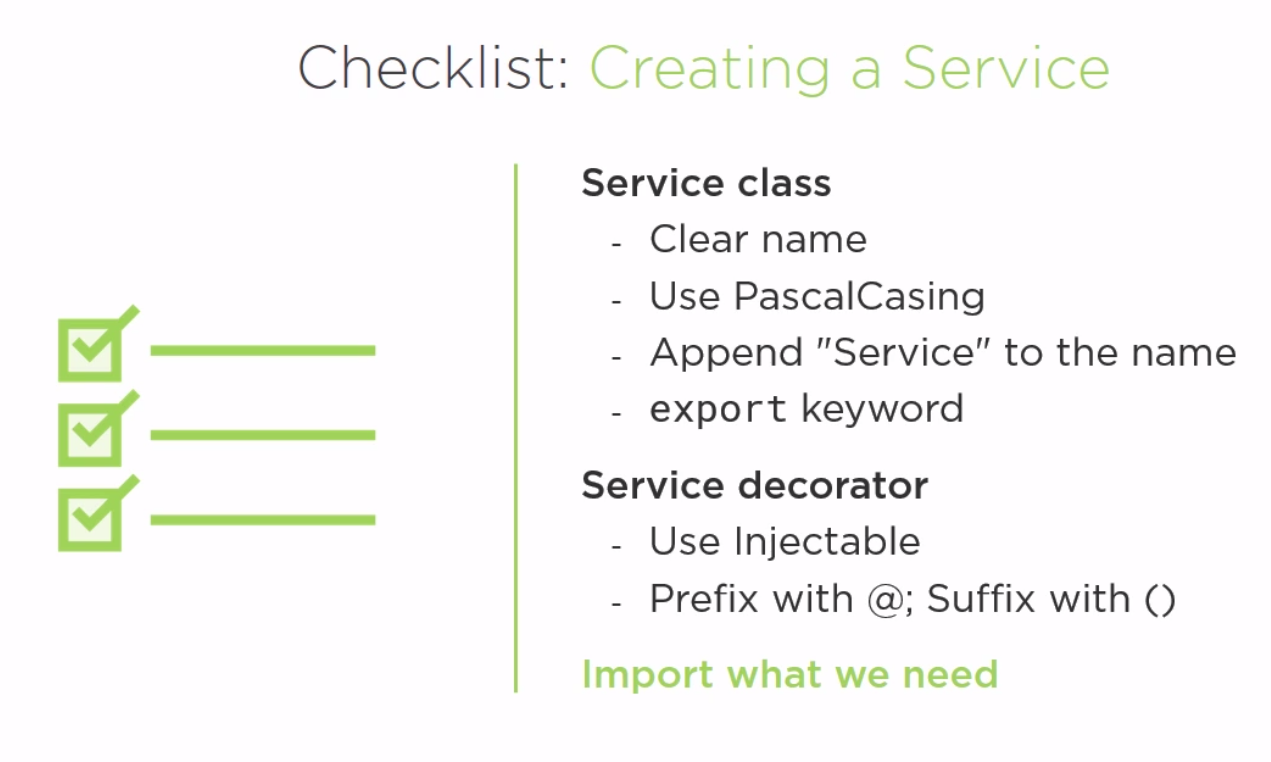 Checklist: Creating a Service
Service class
- Clear name
- Use PascalCasing
- Append "Service" to the name
- export keyword
Service decorator
- Use Injectable
- Prefix with @; Suffix with ()
Import what we need